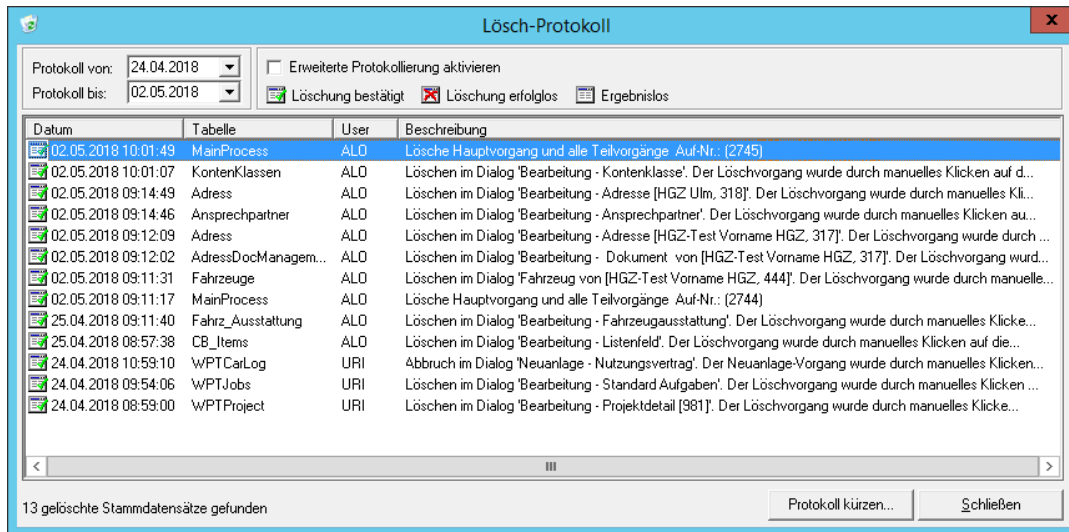 Lösch-Protokoll
x
Protokoll von: 24.04.2018 Erweiterte Protokollierung aktivieren
Protokoll bis: 02.05.2018 Löschung bestätigt Löschung erfolglos Ergebnislos
Datum Tabelle User Beschreibung
02.05.2018 10:01:49 MainProcess ALO Lösche Hauptvorgang und alle Teilvorgänge Auf-Nr.: (2745)
02.05.2018 10:01:07 KontenKlassen ALO Löschen im Dialog 'Bearbeitung - Kontenklasse'. Der Löschvorgang wurde durch manuelles Klicken auf d...
02.05.2018 09:14:49 Adress ALO Löschen im Dialog 'Bearbeitung - Adresse [HGZ Ulm, 318]'. Der Löschvorgang wurde durch manuelles Kli...
02.05.2018 09:14:46 Ansprechpartner ALO Löschen im Dialog 'Bearbeitung - Ansprechpartner'. Der Löschvorgang wurde durch manuelles Klicken au...
02.05.2018 09:12:09 Adress ALO Löschen im Dialog 'Bearbeitung - Adresse [HGZ-Test Vorname HGZ, 317]'. Der Löschvorgang wurde durch ...
02.05.2018 09:12:02 AdressDocManagem... ALO Löschen im Dialog 'Bearbeitung - Dokument von [HGZ-Test Vorname HGZ, 317]'. Der Löschvorgang wurd...
02.05.2018 09:11:31 Fahrzeuge ALO Löschen im Dialog 'Fahrzeug von [HGZ-Test Vorname HGZ, 444]'. Der Löschvorgang wurde durch manuelle...
02.05.2018 09:11:17 MainProcess ALO Lösche Hauptvorgang und alle Teilvorgänge Auf-Nr.: (2744)
25.04.2018 09:11:40 Fahrz_Ausstattung ALO Löschen im Dialog 'Bearbeitung - Fahrzeugausstattung'. Der Löschvorgang wurde durch manuelles Klicke...
25.04.2018 08:57:38 CB_Items ALO Löschen im Dialog 'Bearbeitung - Listenfeld'. Der Löschvorgang wurde durch manuelles Klicken auf die...
24.04.2018 10:59:10 WPTCarLog URI Abbruch im Dialog 'Neuanlage - Nutzungsvertrag'. Der Neuanlage-Vorgang wurde durch manuelles Klicken...
24.04.2018 09:54:06 WPTJobs URI Löschen im Dialog 'Bearbeitung - Standard Aufgaben'. Der Löschvorgang wurde durch manuelles Klicken ...
24.04.2018 08:59:00 WPTProject URI Löschen im Dialog 'Bearbeitung - Projektdetail [981]'. Der Löschvorgang wurde durch manuelles Klicke...
13 gelöschte Stammdatensätze gefunden Protokoll kürzen... Schließen